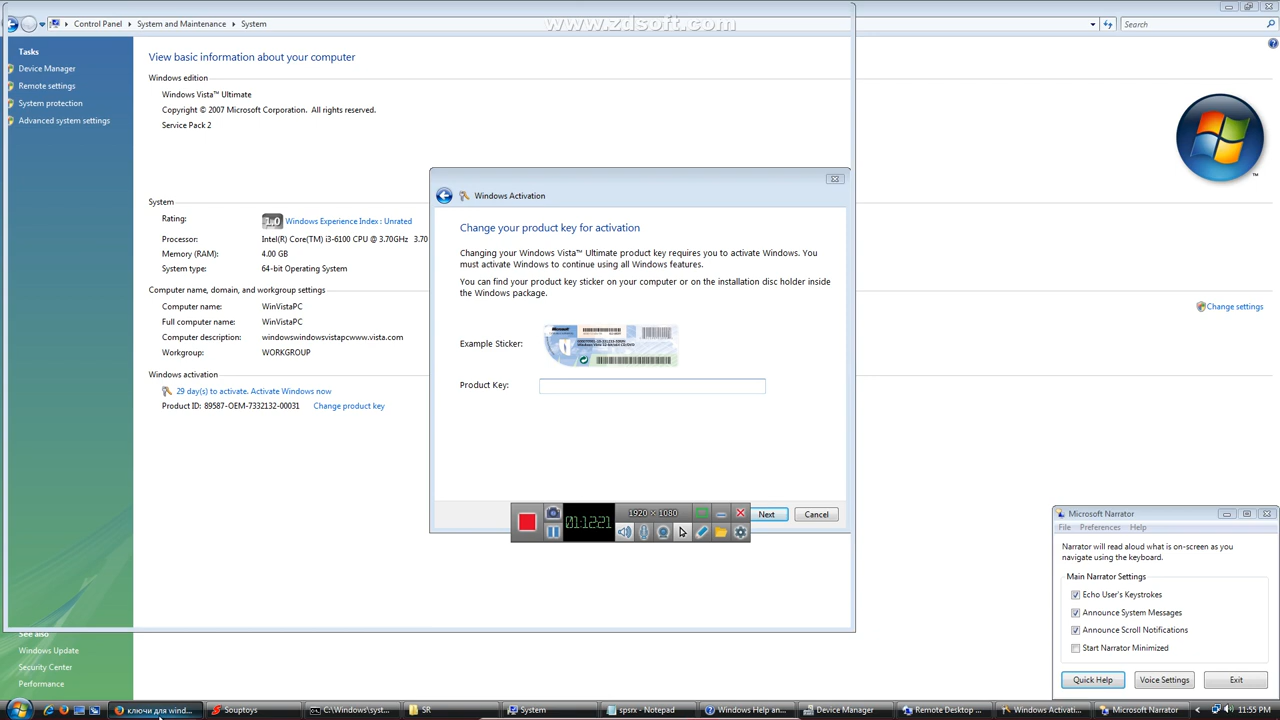 www.zdsoft.com
Control Panel ▸ System and Maintenance ▸ System
Search
Tasks
Device Manager
Remote settings
System protection
Advanced system settings
View basic information about your computer
Windows edition
Windows Vista™ Ultimate
Copyright © 2007 Microsoft Corporation. All rights reserved.
Service Pack 2
System
Rating: 1.0 Windows Experience Index : Unrated
Processor: Intel(R) Core(TM) i3-6100 CPU @ 3.70GHz 3.70
Memory (RAM): 4.00 GB
System type: 64-bit Operating System
Computer name, domain, and workgroup settings
Computer name: WinVistaPC
Full computer name: WinVistaPC
Computer description: windowswindowsvistapcwww.vista.com
Workgroup: WORKGROUP
Change settings
Windows activation
29 day(s) to activate. Activate Windows now
Product ID: 89587-OEM-7332132-00031 Change product key
See also
Windows Update
Security Center
Performance
Windows Activation
Change your product key for activation
Changing your Windows Vista™ Ultimate product key requires you to activate Windows. You
must activate Windows to continue using all Windows features.
You can find your product key sticker on your computer or on the installation disc holder inside
the Windows package.
Example Sticker:
Product Key:
Next
Cancel
01:12:21
1920 × 1080
Microsoft Narrator
File Preferences Help
Narrator will read aloud what is on-screen as you
navigate using the keyboard.
Main Narrator Settings
Echo User's Keystrokes
Announce System Messages
Announce Scroll Notifications
Start Narrator Minimized
Quick Help
Voice Settings
Exit
ключи для wind...
Souptoys
C:\Windows\syst...
SR
System
spsrx - Notepad
Windows Help an...
Device Manager
Remote Desktop ...
Windows Activati...
Microsoft Narrator
11:55 PM